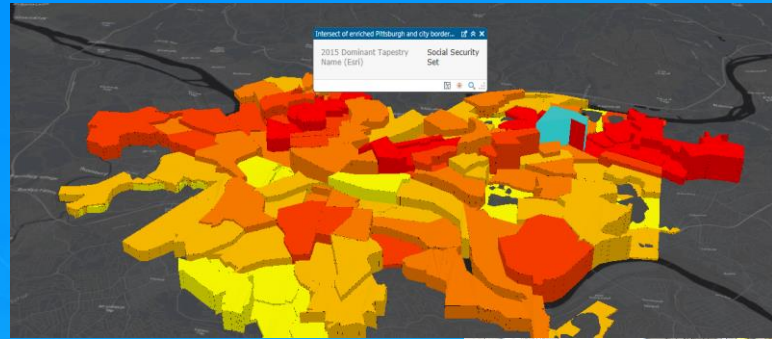 Intersect of enriched Pittsburgh and city border...
2015 Dominant Tapestry Social Security
Name (Esri) Set